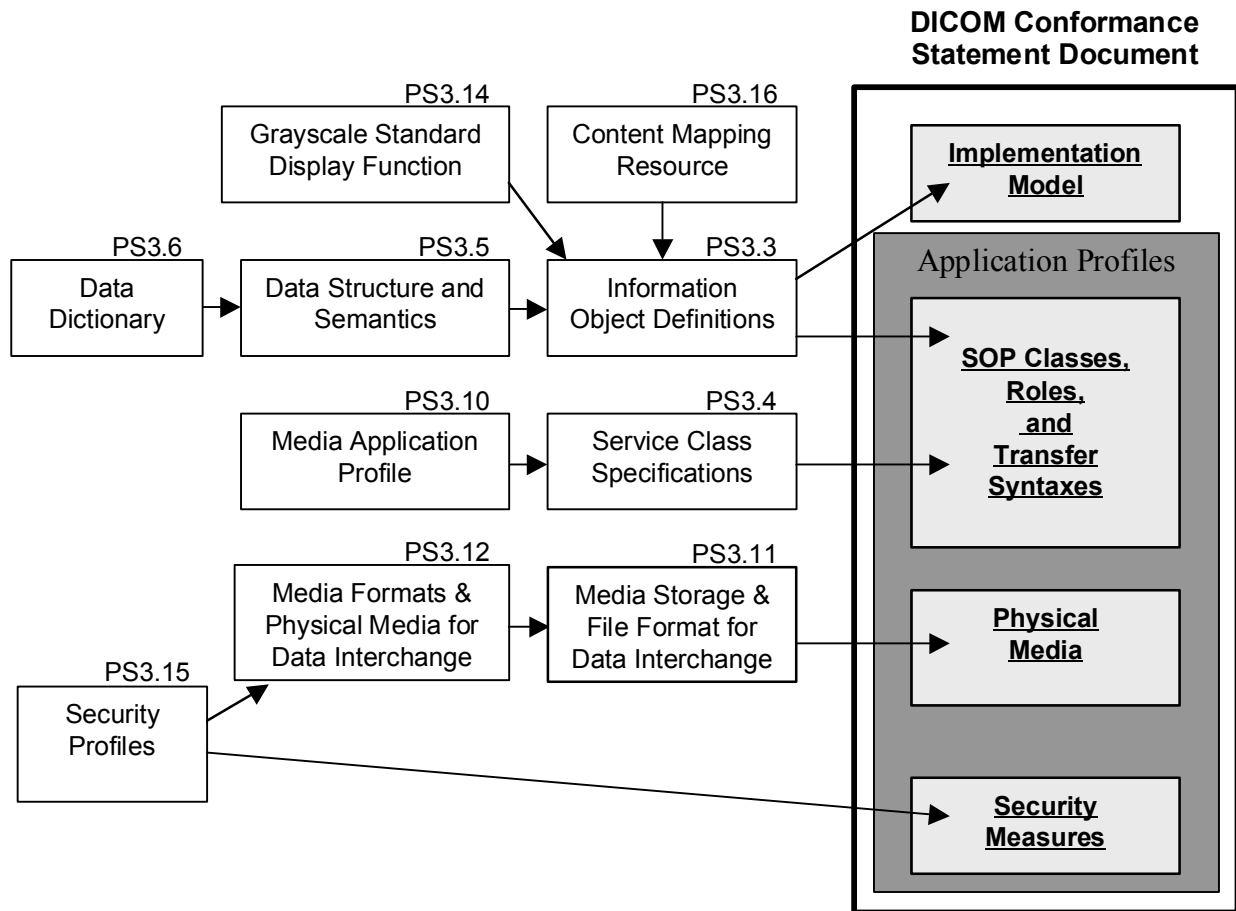 DICOM Conformance
Statement Document
PS3.14
Grayscale Standard
Display Function
PS3.16
Content Mapping
Resource
Implementation
Model
PS3.6
Data
Dictionary
PS3.5
Data Structure and
Semantics
PS3.3
Information
Object Definitions
Application Profiles
SOP Classes,
Roles,
and
Transfer
Syntaxes
PS3.10
Media Application
Profile
PS3.4
Service Class
Specifications
PS3.12
Media Formats &
Physical Media for
Data Interchange
PS3.11
Media Storage &
File Format for
Data Interchange
Physical
Media
PS3.15
Security
Profiles
Security
Measures